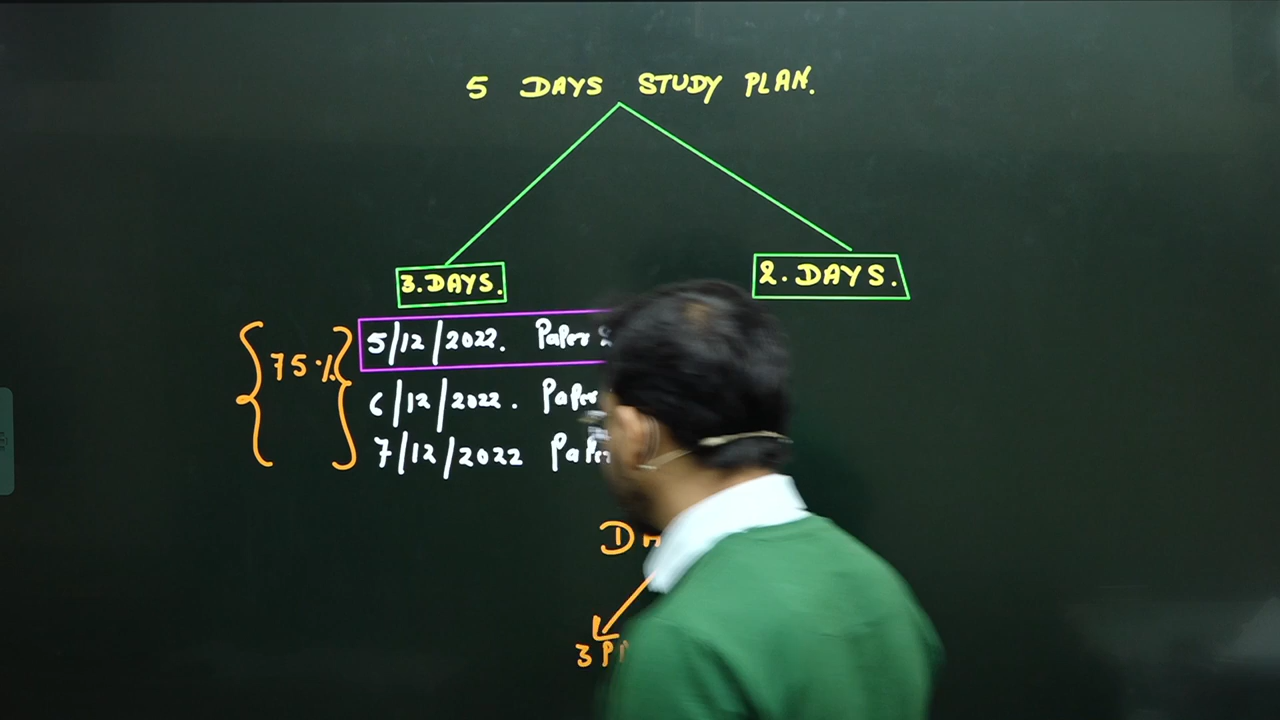 5 DAYS STUDY PLAN.
3.DAYS.
2.DAYS.
75%
5/12/2022. Paper
6/12/2022. Paper
7/12/2022